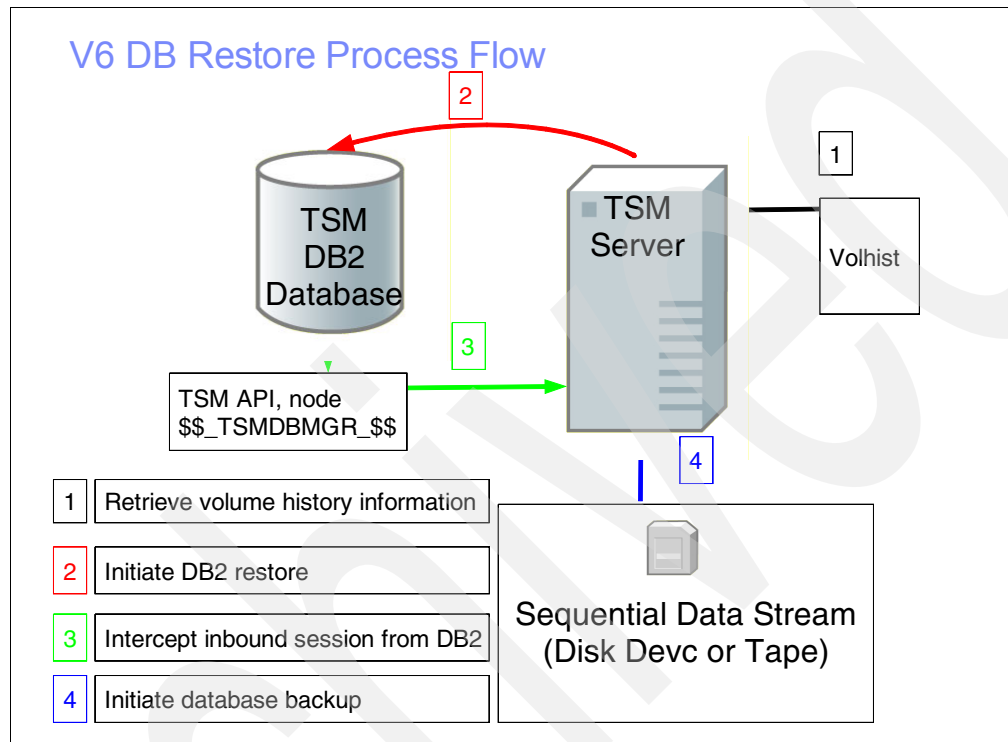 V6 DB Restore Process Flow
2
1
TSM
DB2
Database
TSM
Server
Volhist
3
TSM API, node
$$_TSMDBMGR_$$
4
1 Retrieve volume history information
2 Initiate DB2 restore
3 Intercept inbound session from DB2
4 Initiate database backup
Sequential Data Stream
(Disk Devc or Tape)